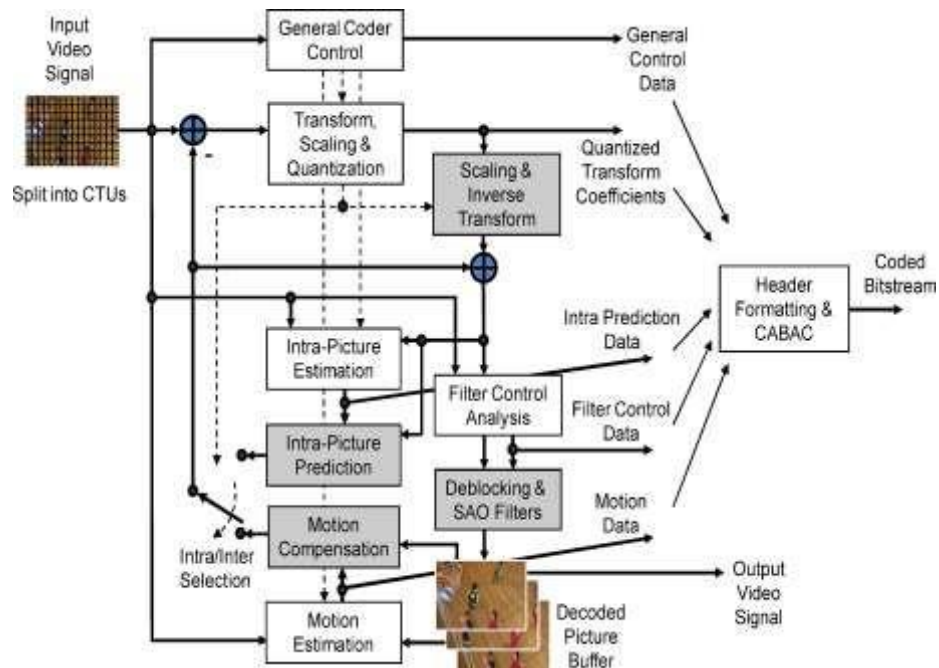 Input
Video
Signal
Split into CTUs
General Coder
Control
Transform,
Scaling &
Quantization
-
Scaling &
Inverse
Transform
General
Control
Data
Quantized
Transform
Coefficients
Header
Formatting &
CABAC
Coded
Bitstream
Intra-Picture
Estimation
Intra Prediction
Data
Filter Control
Analysis
Filter Control
Data
Intra-Picture
Prediction
Deblocking &
SAO Filters
Motion
Compensation
Motion
Data
Intra/Inter
Selection
Motion
Estimation
Decoded
Picture
Buffer
Output
Video
Signal